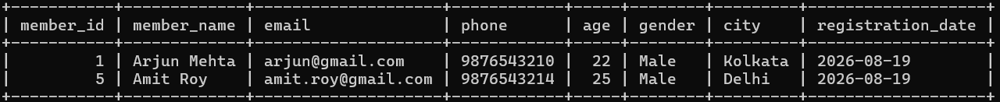 | member_id | member_name | email | phone | age | gender | city | registration_date |
| 1 | Arjun Mehta | arjun@gmail.com | 9876543210 | 22 | Male | Kolkata | 2026-08-19 |
| 5 | Amit Roy | amit.roy@gmail.com | 9876543214 | 25 | Male | Delhi | 2026-08-19 |